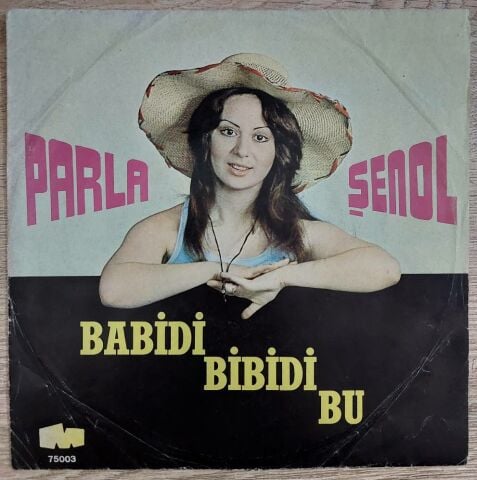 PARLA ŞENOL
BABİDİ
BİBİDİ
BU
75003